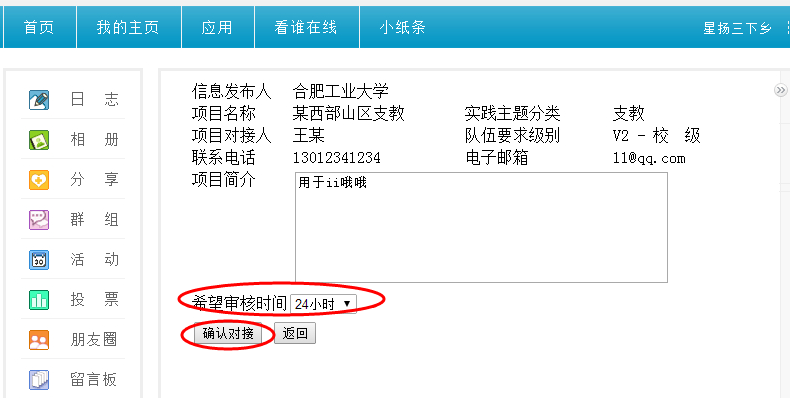 首页 我的主页 应用 看谁在线 小纸条 星扬三下乡
日 志
相 册
分 享
群 组
活 动
投 票
朋友圈
留言板
信息发布人 合肥工业大学
项目名称 某西部山区支教 实践主题分类 支教
项目对接人 王某 队伍要求级别 V2 - 校 级
联系电话 13012341234 电子邮箱 11@qq.com
项目简介 用于ii哦哦
希望审核时间 24小时
确认对接 返回